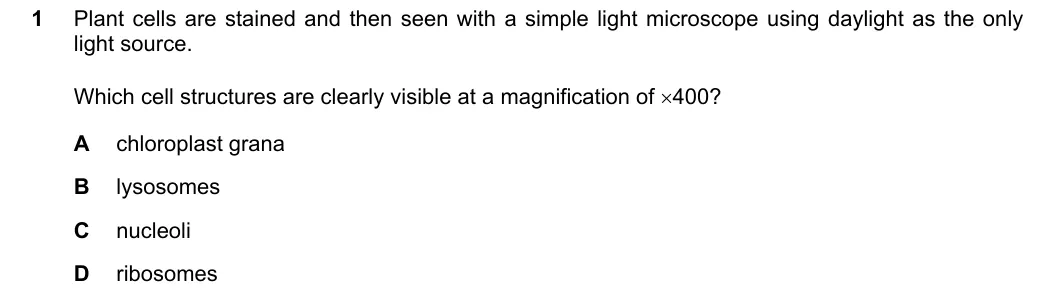 1 Plant cells are stained and then seen with a simple light microscope using daylight as the only
light source.
Which cell structures are clearly visible at a magnification of ×400?
A chloroplast grana
B lysosomes
C nucleoli
D ribosomes